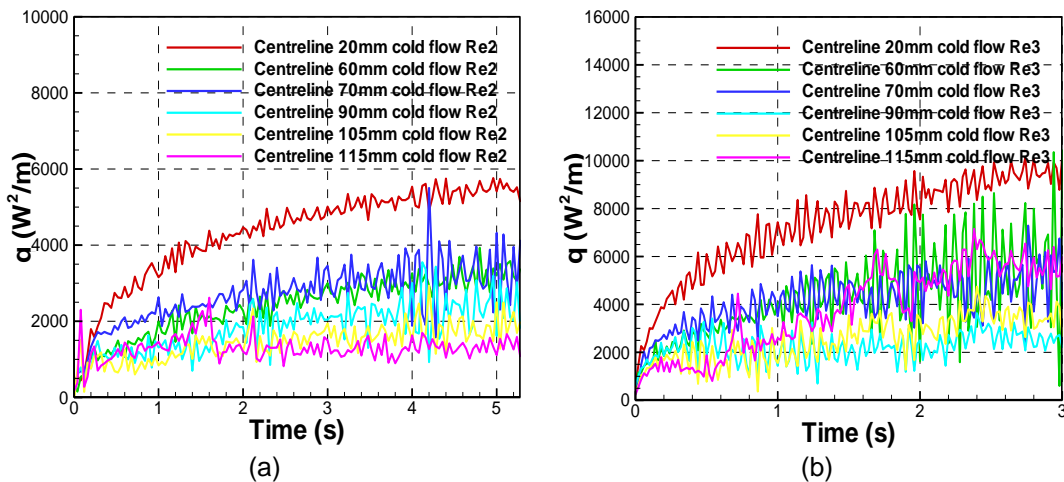 10000
8000
6000
4000
2000
0
q (W²/m)
Centreline 20mm cold flow Re2
Centreline 60mm cold flow Re2
Centreline 70mm cold flow Re2
Centreline 90mm cold flow Re2
Centreline 105mm cold flow Re2
Centreline 115mm cold flow Re2
0 1 2 3 4 5
Time (s)
(a)
16000
14000
12000
10000
8000
6000
4000
2000
0
q (W²/m)
Centreline 20mm cold flow Re3
Centreline 60mm cold flow Re3
Centreline 70mm cold flow Re3
Centreline 90mm cold flow Re3
Centreline 105mm cold flow Re3
Centreline 115mm cold flow Re3
0 1 2 3
Time (s)
(b)